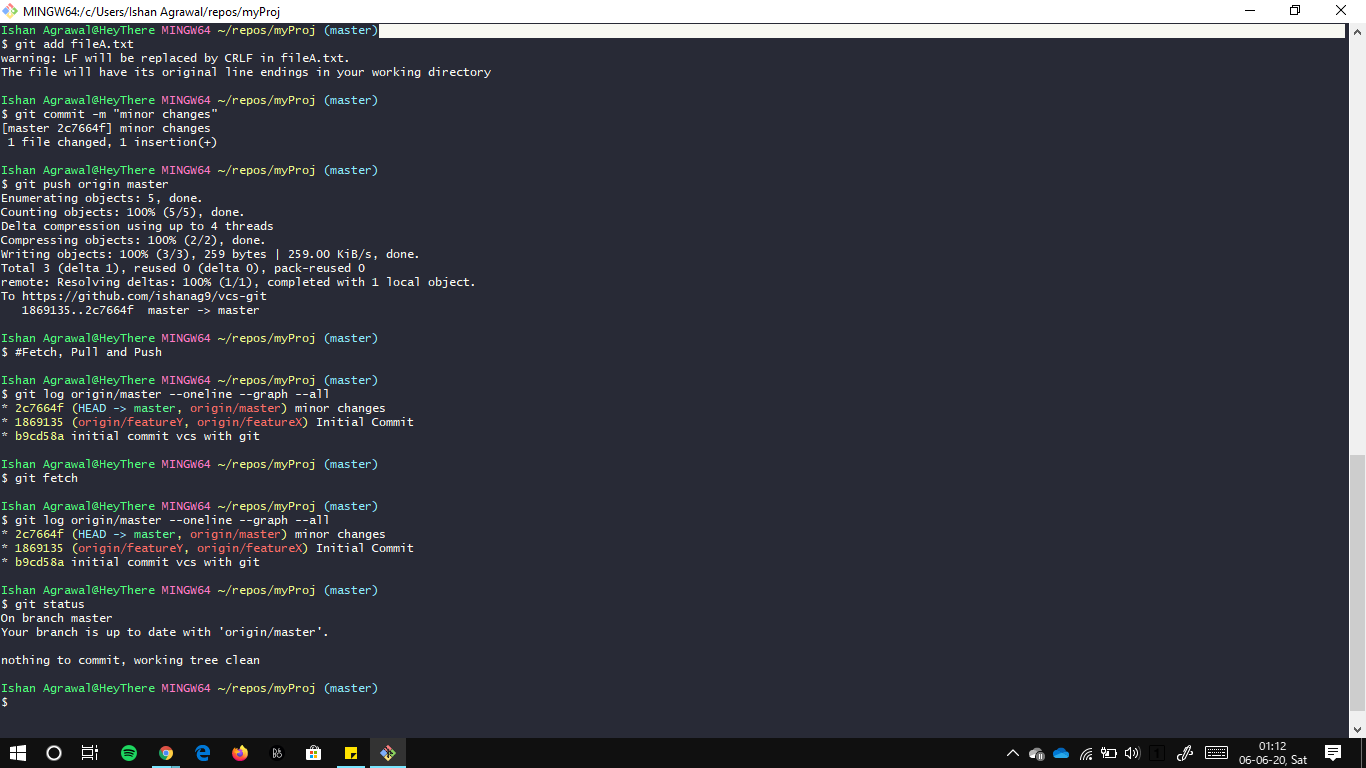 MINGW64:/c/Users/Ishan Agrawal/repos/myProj
Ishan Agrawal@HeyThere MINGW64 ~/repos/myProj (master)
$ git add fileA.txt
warning: LF will be replaced by CRLF in fileA.txt.
The file will have its original line endings in your working directory
Ishan Agrawal@HeyThere MINGW64 ~/repos/myProj (master)
$ git commit -m "minor changes"
[master 2c7664f] minor changes
 1 file changed, 1 insertion(+)
Ishan Agrawal@HeyThere MINGW64 ~/repos/myProj (master)
$ git push origin master
Enumerating objects: 5, done.
Counting objects: 100% (5/5), done.
Delta compression using up to 4 threads
Compressing objects: 100% (2/2), done.
Writing objects: 100% (3/3), 259 bytes | 259.00 KiB/s, done.
Total 3 (delta 1), reused 0 (delta 0), pack-reused 0
remote: Resolving deltas: 100% (1/1), completed with 1 local object.
To https://github.com/ishanag9/vcs-git
   1869135..2c7664f  master -> master
Ishan Agrawal@HeyThere MINGW64 ~/repos/myProj (master)
$ #Fetch, Pull and Push
Ishan Agrawal@HeyThere MINGW64 ~/repos/myProj (master)
$ git log origin/master --oneline --graph --all
* 2c7664f (HEAD -> master, origin/master) minor changes
* 1869135 (origin/featureY, origin/featureX) Initial Commit
* b9cd58a initial commit vcs with git
Ishan Agrawal@HeyThere MINGW64 ~/repos/myProj (master)
$ git fetch
Ishan Agrawal@HeyThere MINGW64 ~/repos/myProj (master)
$ git log origin/master --oneline --graph --all
* 2c7664f (HEAD -> master, origin/master) minor changes
* 1869135 (origin/featureY, origin/featureX) Initial Commit
* b9cd58a initial commit vcs with git
Ishan Agrawal@HeyThere MINGW64 ~/repos/myProj (master)
$ git status
On branch master
Your branch is up to date with 'origin/master'.
nothing to commit, working tree clean
Ishan Agrawal@HeyThere MINGW64 ~/repos/myProj (master)
$
01:12
06-06-20, Sat